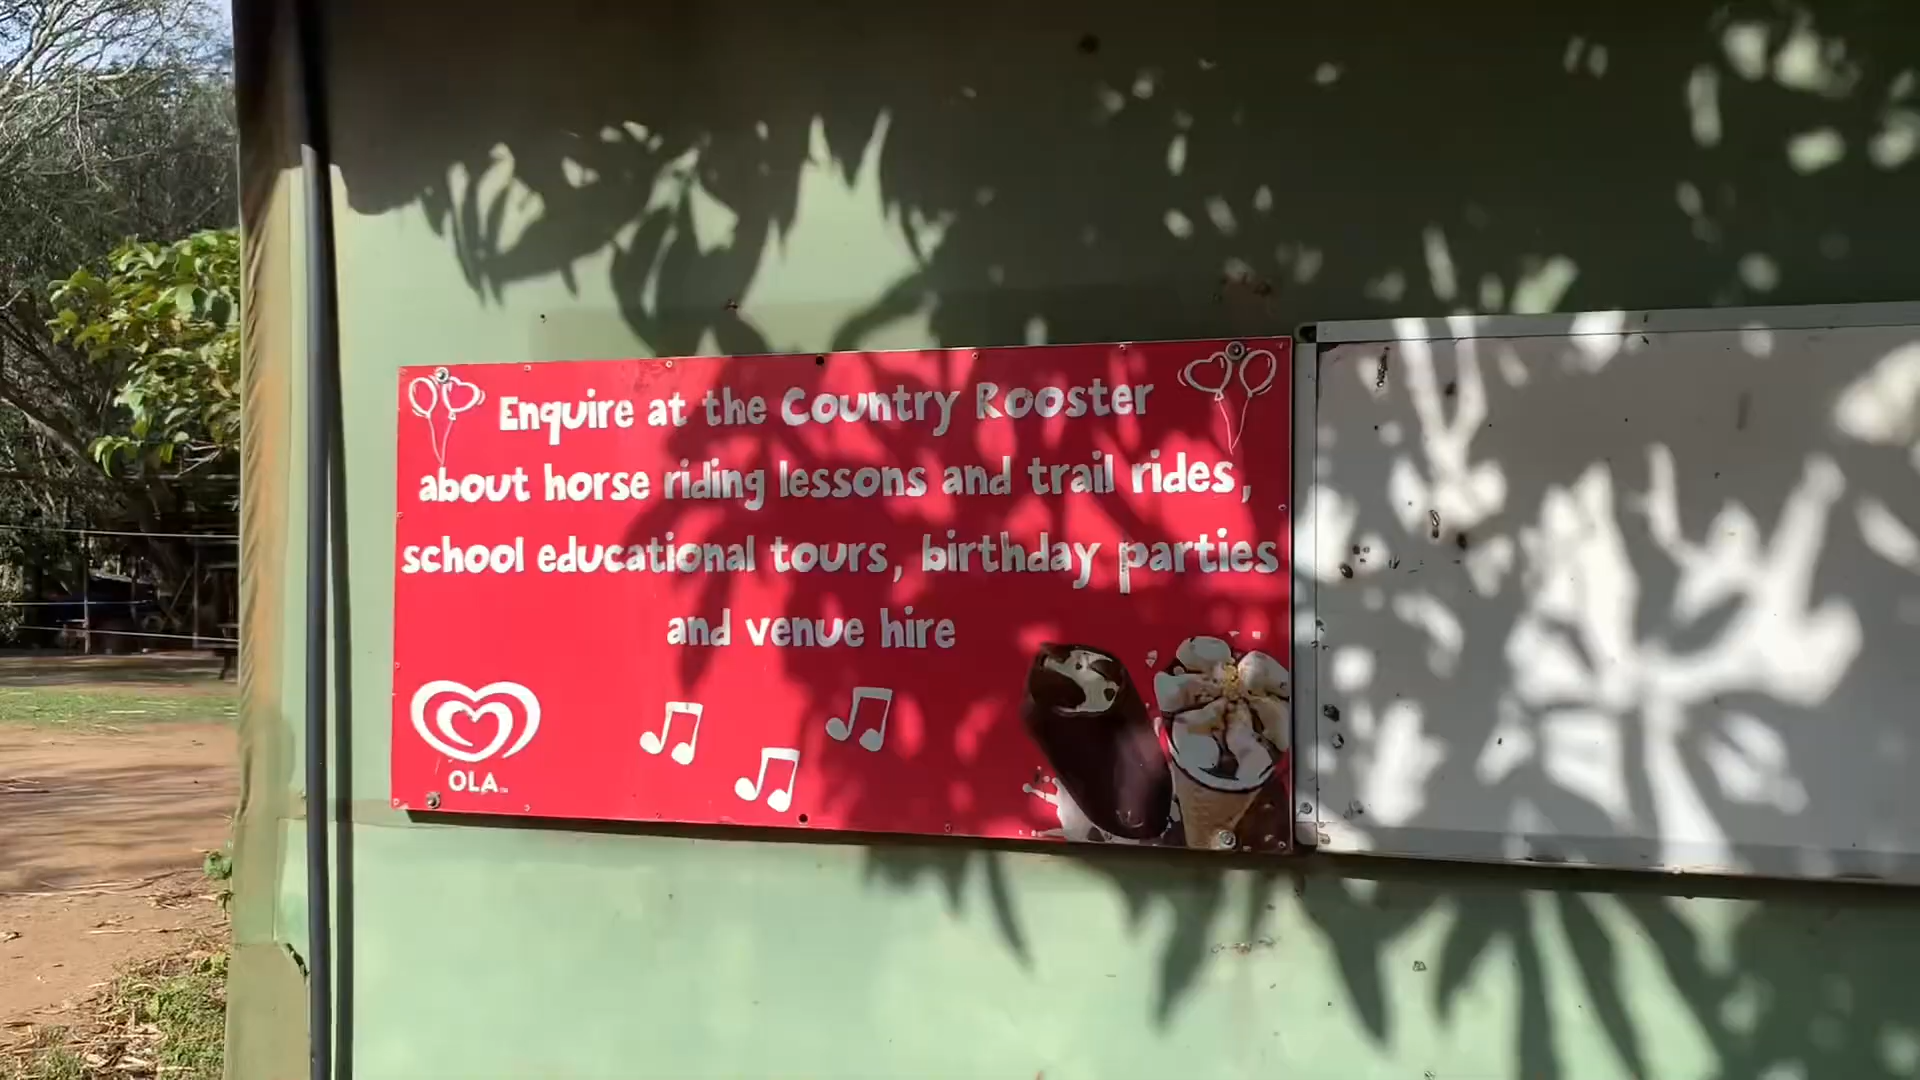 Enquire at the Country Rooster
about horse riding lessons and trail rides,
school educational tours, birthday parties
and venue hire
OLA